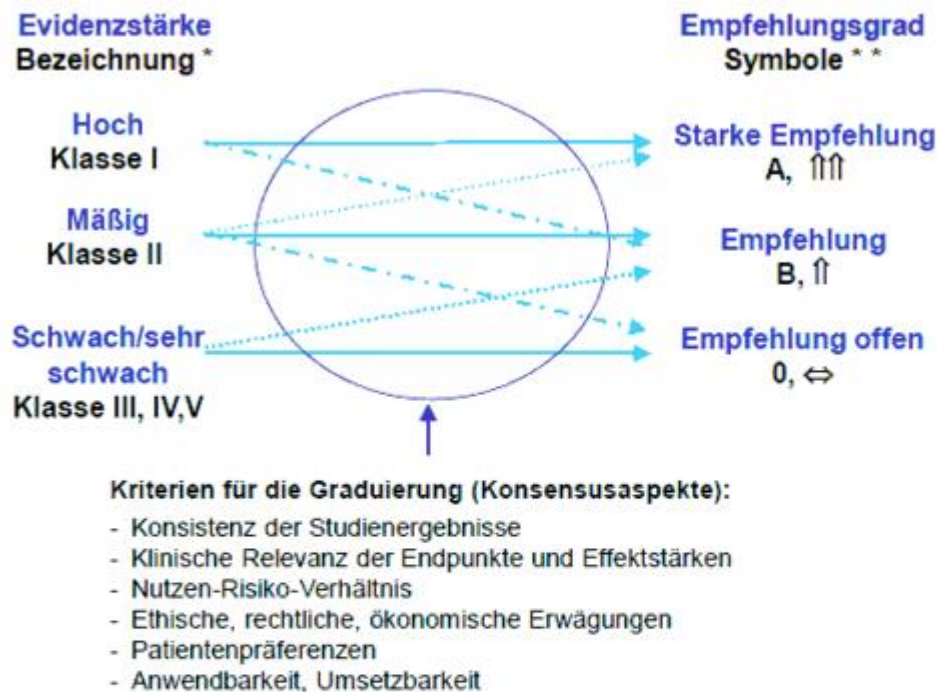 Evidenzstärke
Bezeichnung *
Empfehlungsgrad
Symbole * *
Hoch
Klasse I
Starke Empfehlung
A, ⇑⇑
Mäßig
Klasse II
Empfehlung
B, ⇑
Schwach/sehr
schwach
Klasse III, IV,V
Empfehlung offen
0, ⇔
Kriterien für die Graduierung (Konsensusaspekte):
- Konsistenz der Studienergebnisse
- Klinische Relevanz der Endpunkte und Effektstärken
- Nutzen-Risiko-Verhältnis
- Ethische, rechtliche, ökonomische Erwägungen
- Patientenpräferenzen
- Anwendbarkeit, Umsetzbarkeit